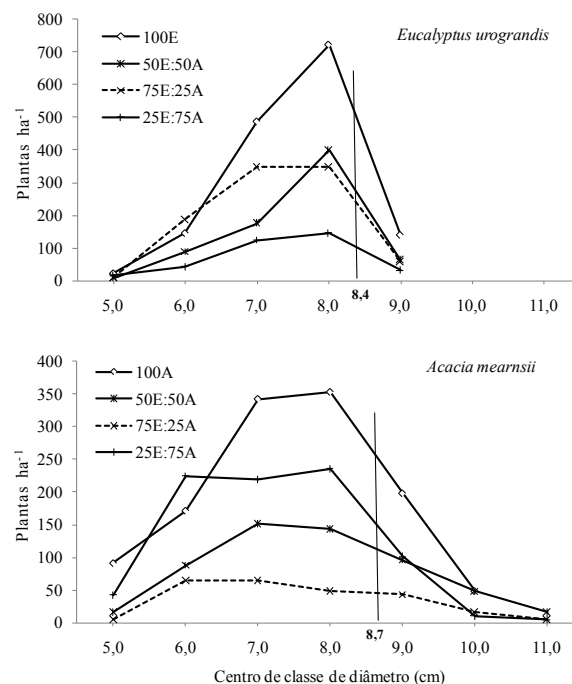 Eucalyptus urograndis
100E
50E:50A
75E:25A
25E:75A
Plantas ha⁻¹
800
700
600
500
400
300
200
100
0
5,0 6,0 7,0 8,0 9,0 10,0 11,0
8,4
Acacia mearnsii
100A
50E:50A
75E:25A
25E:75A
Plantas ha⁻¹
400
350
300
250
200
150
100
50
0
5,0 6,0 7,0 8,0 9,0 10,0 11,0
8,7
Centro de classe de diâmetro (cm)